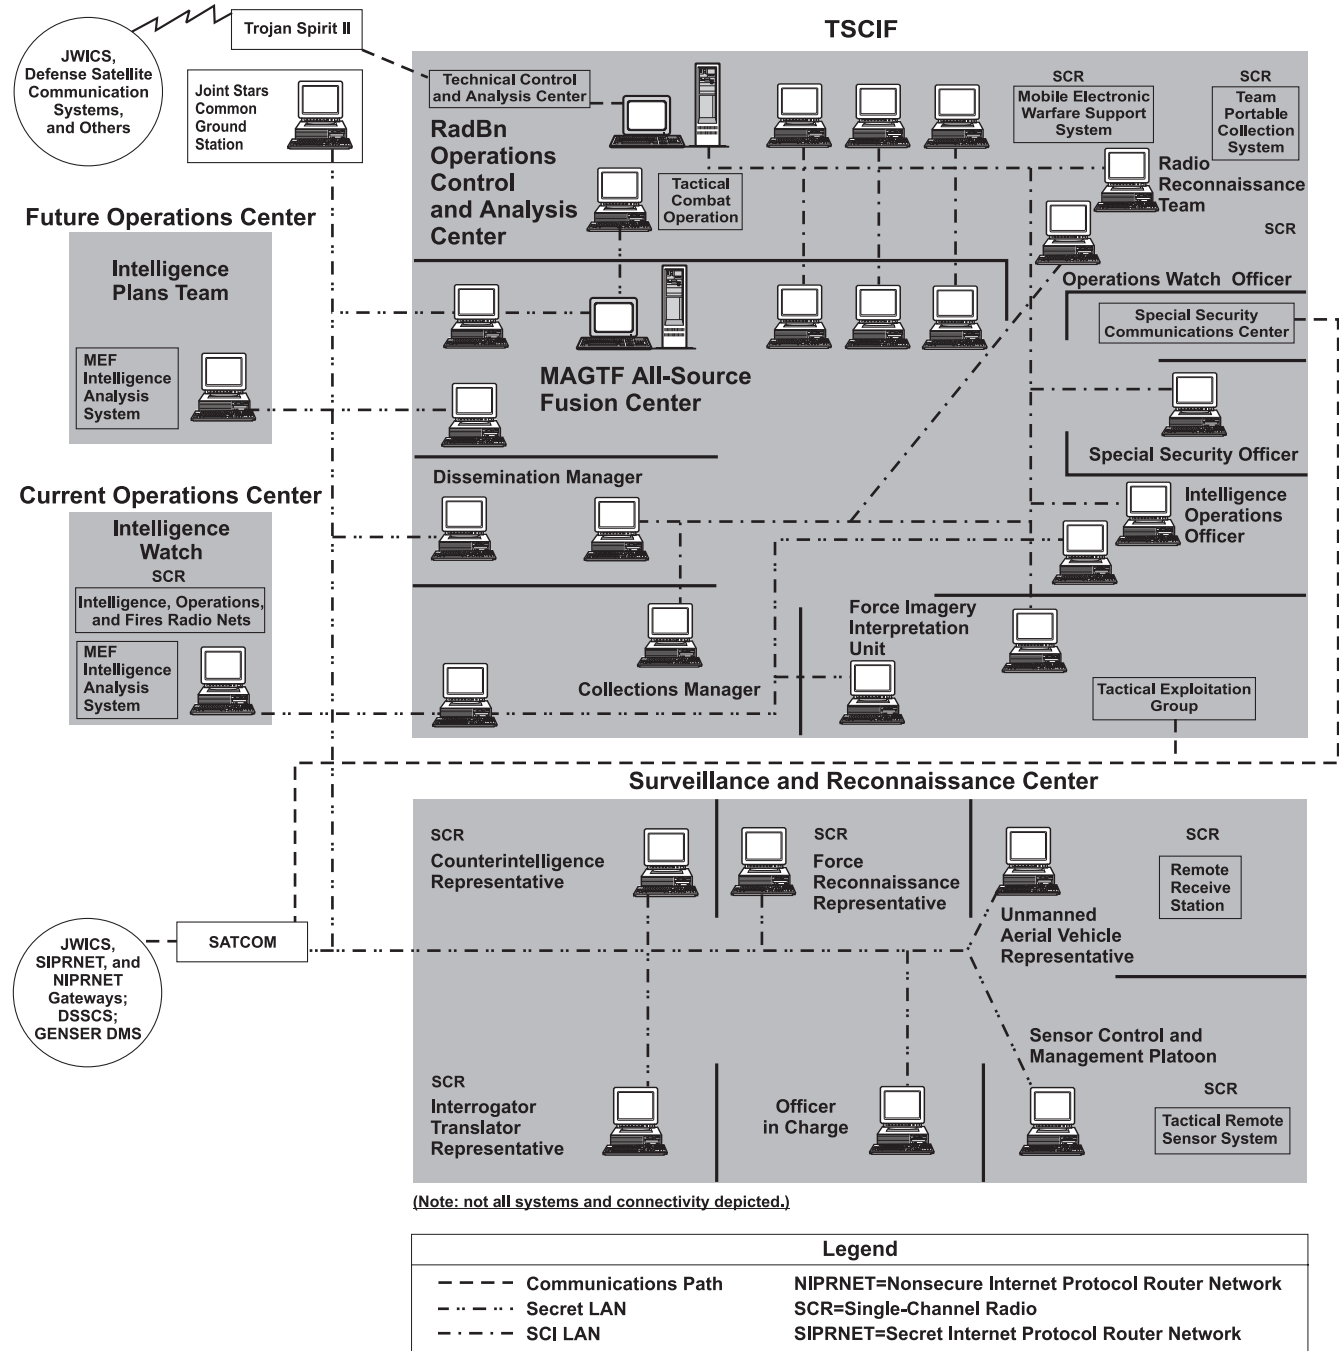 TSCIF
Trojan Spirit II
JWICS,
Defense Satellite
Communication
Systems,
and Others
Joint Stars
Common
Ground
Station
Technical Control
and Analysis Center
RadBn
Operations
Control
and Analysis
Center
Tactical
Combat
Operation
SCR
Mobile Electronic
Warfare Support
System
SCR
Team
Portable
Collection
System
Radio
Reconnaissance
Team
SCR
Operations Watch Officer
Future Operations Center
Intelligence
Plans Team
MEF
Intelligence
Analysis
System
MAGTF All-Source
Fusion Center
Special Security
Communications Center
Special Security Officer
Current Operations Center
Intelligence
Watch
SCR
Intelligence, Operations,
and Fires Radio Nets
MEF
Intelligence
Analysis
System
Dissemination Manager
Intelligence
Operations
Officer
Collections Manager
Force Imagery
Interpretation
Unit
Tactical Exploitation
Group
Surveillance and Reconnaissance Center
SCR
Counterintelligence
Representative
SCR
Force
Reconnaissance
Representative
Unmanned
Aerial Vehicle
Representative
SCR
Remote
Receive
Station
SATCOM
JWICS,
SIPRNET, and
NIPRNET
Gateways;
DSSCS;
GENSER DMS
SCR
Interrogator
Translator
Representative
Officer
in Charge
Sensor Control and
Management Platoon
SCR
Tactical Remote
Sensor System
(Note: not all systems and connectivity depicted.)
Legend
Communications Path
NIPRNET=Nonsecure Internet Protocol Router Network
Secret LAN
SCR=Single-Channel Radio
SCI LAN
SIPRNET=Secret Internet Protocol Router Network